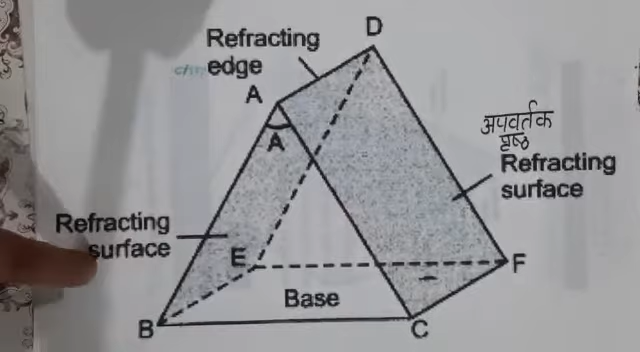 D
Refracting
edge
A
A
अपवर्तक
पृष्ठ
Refracting
surface
Refracting
surface
E
F
Base
B
C